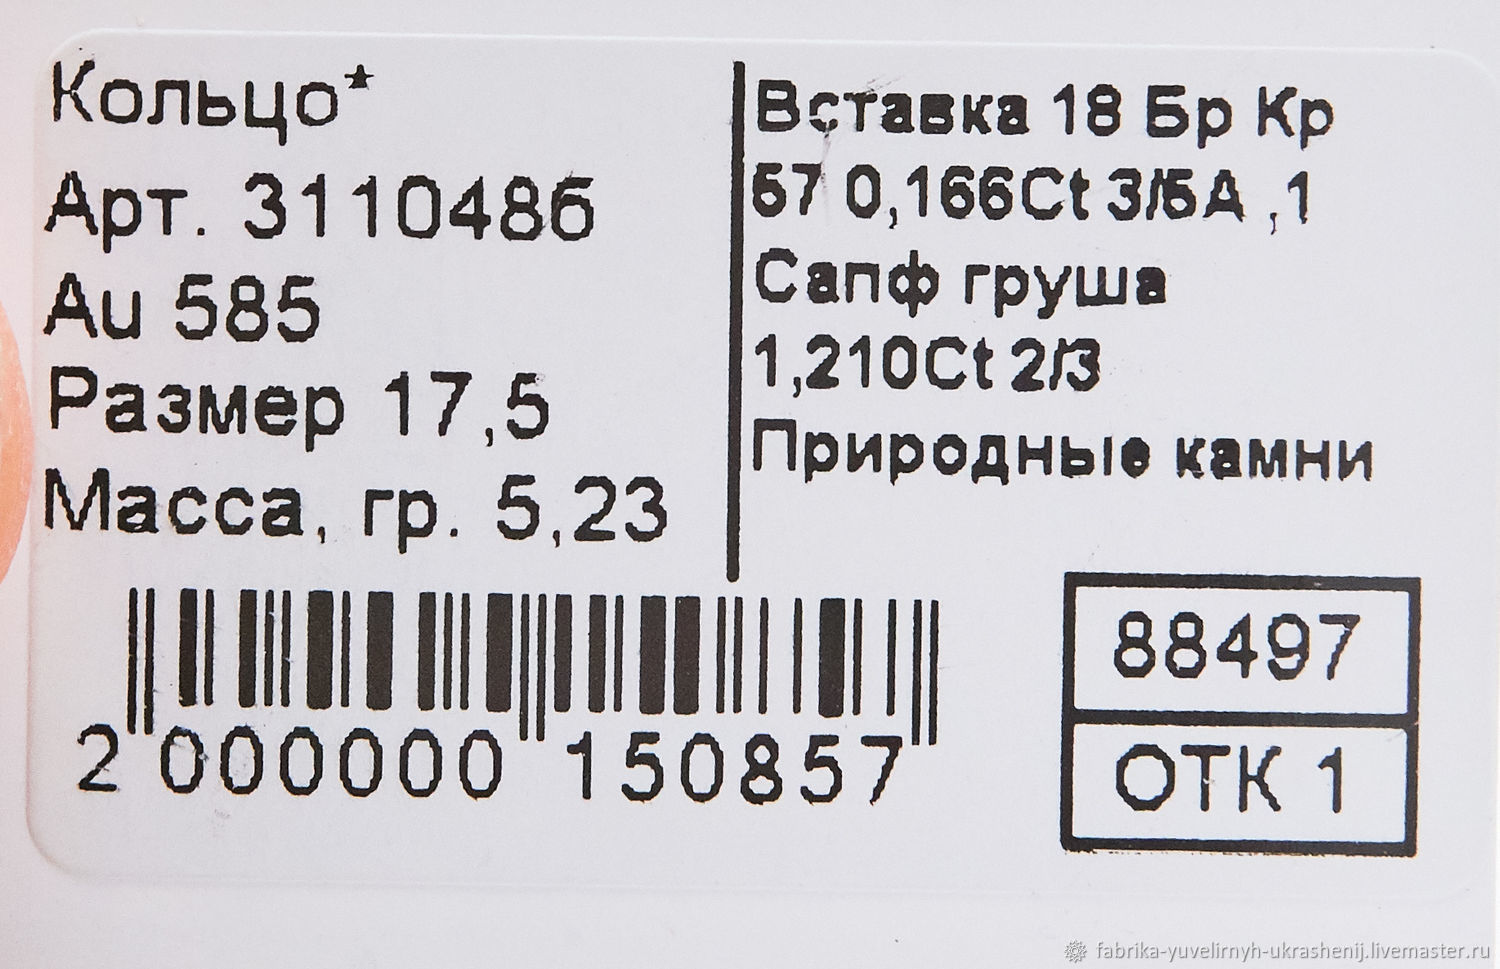 Кольцо*
Арт. 3110486
Au 585
Размер 17,5
Масса, гр. 5,23
Вставка 18 Бр Кр
57 0,166Ct 3/5А ,1
Сапф груша
1,210Ct 2/3
Природные камни
2 000000 150857
88497
ОТК 1
fabrika-yuvelirnyh-ukrashenij.livemaster.ru